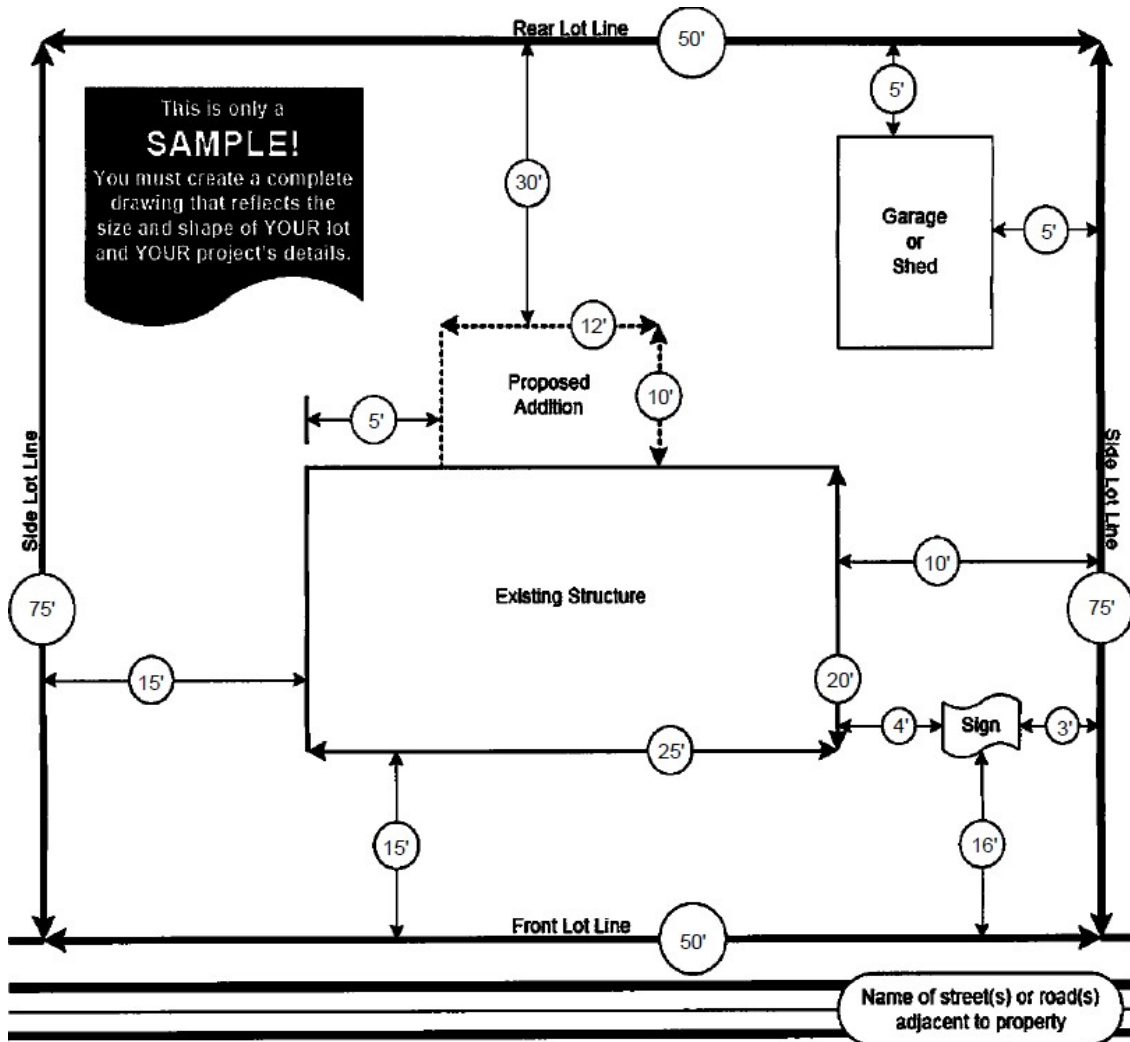 Rear Lot Line
50'
This is only a
SAMPLE!
You must create a complete
drawing that reflects the
size and shape of YOUR lot
and YOUR project's details.
5'
30'
Garage
or
Shed
5'
12'
Proposed
Addition
10'
5'
Side Lot Line
Side Lot Line
10'
Existing Structure
75'
75'
15'
20'
4'
Sign
3'
25'
15'
16'
Front Lot Line
50'
Name of street(s) or road(s)
adjacent to property